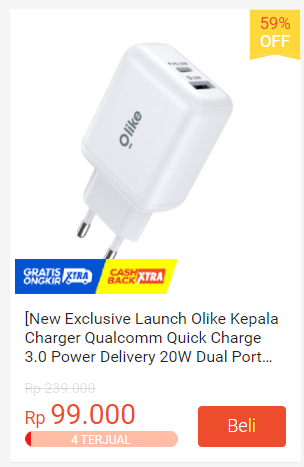 59%
OFF
Olike
GRATIS
ONGKIR XTRA
CASH
BACK XTRA
[New Exclusive Launch Olike Kepala
Charger Qualcomm Quick Charge
3.0 Power Delivery 20W Dual Port...
Rp 239.000
Rp 99.000
4 TERJUAL
Beli